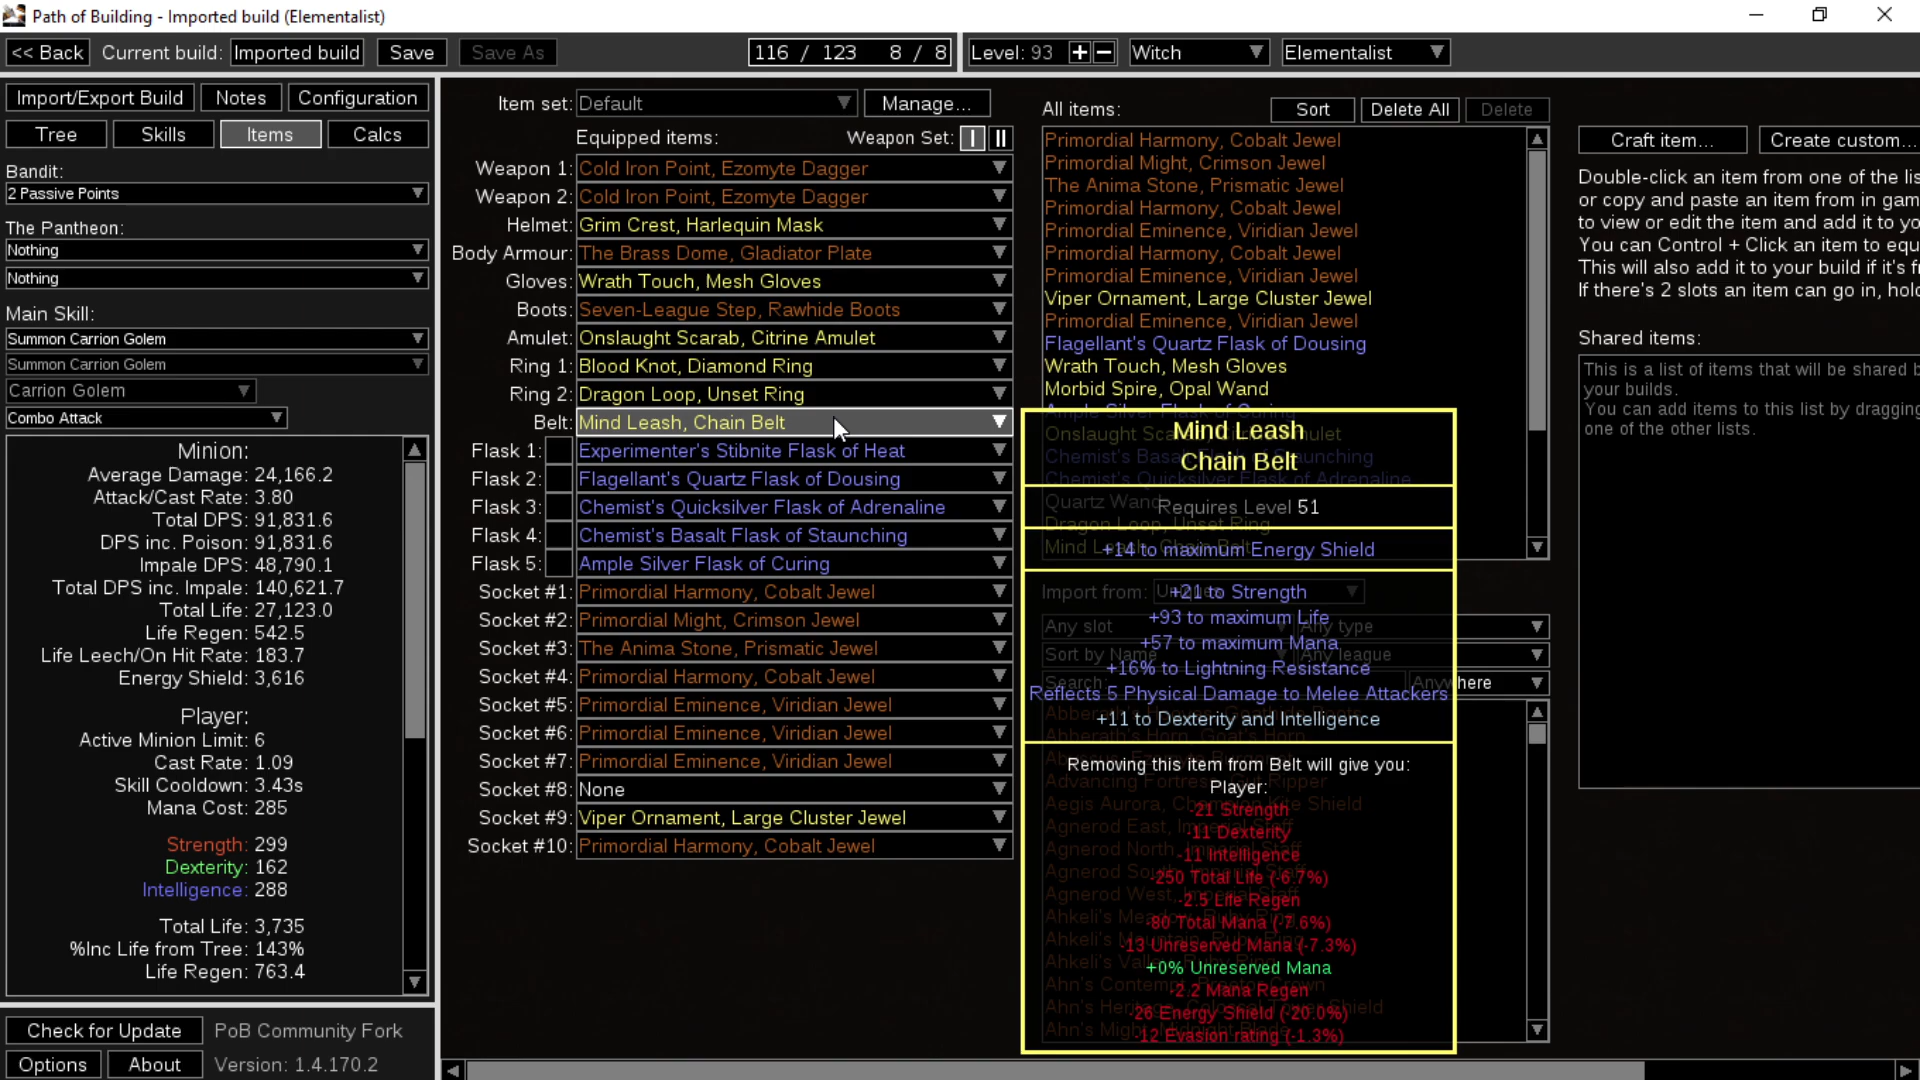 Path of Building - Imported build (Elementalist)
<< Back
Current build: Imported build
Save
Save As
116 / 123 8 / 8
Level: 93 + −
Witch
Elementalist
Import/Export Build
Notes
Configuration
Tree
Skills
Items
Calcs
Bandit:
2 Passive Points
The Pantheon:
Nothing
Nothing
Main Skill:
Summon Carrion Golem
Summon Carrion Golem
Carrion Golem
Combo Attack
Minion:
Average Damage: 24,166.2
Attack/Cast Rate: 3.80
Total DPS: 91,831.6
DPS inc. Poison: 91,831.6
Impale DPS: 48,790.1
Total DPS inc. Impale: 140,621.7
Total Life: 27,123.0
Life Regen: 542.5
Life Leech/On Hit Rate: 183.7
Energy Shield: 3,616
Player:
Active Minion Limit: 6
Cast Rate: 1.09
Skill Cooldown: 3.43s
Mana Cost: 285
Strength: 299
Dexterity: 162
Intelligence: 288
Total Life: 3,735
%Inc Life from Tree: 143%
Life Regen: 763.4
Check for Update
PoB Community Fork
Options
About
Version: 1.4.170.2
Item set: Default
Manage...
Equipped items:
Weapon Set: I II
Weapon 1: Cold Iron Point, Ezomyte Dagger
Weapon 2: Cold Iron Point, Ezomyte Dagger
Helmet: Grim Crest, Harlequin Mask
Body Armour: The Brass Dome, Gladiator Plate
Gloves: Wrath Touch, Mesh Gloves
Boots: Seven-League Step, Rawhide Boots
Amulet: Onslaught Scarab, Citrine Amulet
Ring 1: Blood Knot, Diamond Ring
Ring 2: Dragon Loop, Unset Ring
Belt: Mind Leash, Chain Belt
Flask 1: Experimenter's Stibnite Flask of Heat
Flask 2: Flagellant's Quartz Flask of Dousing
Flask 3: Chemist's Quicksilver Flask of Adrenaline
Flask 4: Chemist's Basalt Flask of Staunching
Flask 5: Ample Silver Flask of Curing
Socket #1: Primordial Harmony, Cobalt Jewel
Socket #2: Primordial Might, Crimson Jewel
Socket #3: The Anima Stone, Prismatic Jewel
Socket #4: Primordial Harmony, Cobalt Jewel
Socket #5: Primordial Eminence, Viridian Jewel
Socket #6: Primordial Eminence, Viridian Jewel
Socket #7: Primordial Eminence, Viridian Jewel
Socket #8: None
Socket #9: Viper Ornament, Large Cluster Jewel
Socket #10: Primordial Harmony, Cobalt Jewel
All items:
Sort
Delete All
Delete
Primordial Harmony, Cobalt Jewel
Primordial Might, Crimson Jewel
The Anima Stone, Prismatic Jewel
Primordial Harmony, Cobalt Jewel
Primordial Eminence, Viridian Jewel
Primordial Harmony, Cobalt Jewel
Primordial Eminence, Viridian Jewel
Viper Ornament, Large Cluster Jewel
Primordial Eminence, Viridian Jewel
Flagellant's Quartz Flask of Dousing
Wrath Touch, Mesh Gloves
Morbid Spire, Opal Wand
Mind Leash
Chain Belt
Requires Level 51
+14 to maximum Energy Shield
+21 to Strength
+93 to maximum Life
+57 to maximum Mana
+16% to Lightning Resistance
Reflects 5 Physical Damage to Melee Attackers
+11 to Dexterity and Intelligence
Removing this item from Belt will give you:
Player:
-21 Strength
-11 Dexterity
-11 Intelligence
-250 Total Life (-6.7%)
-2.5 Life Regen
-80 Total Mana (-7.6%)
-13 Unreserved Mana (-7.3%)
+0% Unreserved Mana
-2.2 Mana Regen
-26 Energy Shield (-20.0%)
-12 Evasion rating (-1.3%)
Import from:
Any slot
Any type
Sort by Name
Any league
Search:
Anywhere
Craft item...
Create custom...
Double-click an item from one of the
or copy and paste an item from in gam
to view or edit the item and add it to yo
You can Control + Click an item to equ
This will also add it to your build if it's
If there's 2 slots an item can go in, hol
Shared items:
This is a list of items that will be shared
your builds.
You can add items to this list by dragging
one of the other lists.